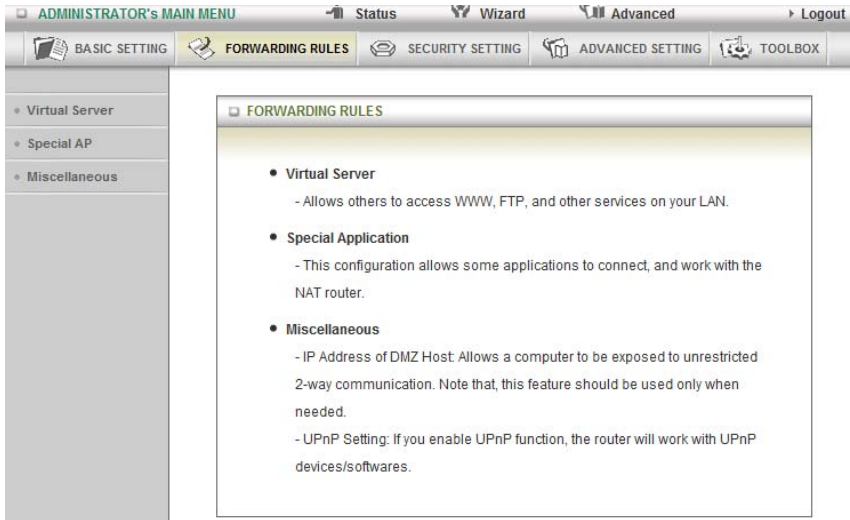 ADMINISTRATOR's MAIN MENU Status Wizard Advanced Logout
BASIC SETTING FORWARDING RULES SECURITY SETTING ADVANCED SETTING TOOLBOX
Virtual Server
Special AP
Miscellaneous
FORWARDING RULES
Virtual Server
- Allows others to access WWW, FTP, and other services on your LAN.
Special Application
- This configuration allows some applications to connect, and work with the
NAT router.
Miscellaneous
- IP Address of DMZ Host: Allows a computer to be exposed to unrestricted
2-way communication. Note that, this feature should be used only when
needed.
- UPnP Setting: If you enable UPnP function, the router will work with UPnP
devices/softwares.